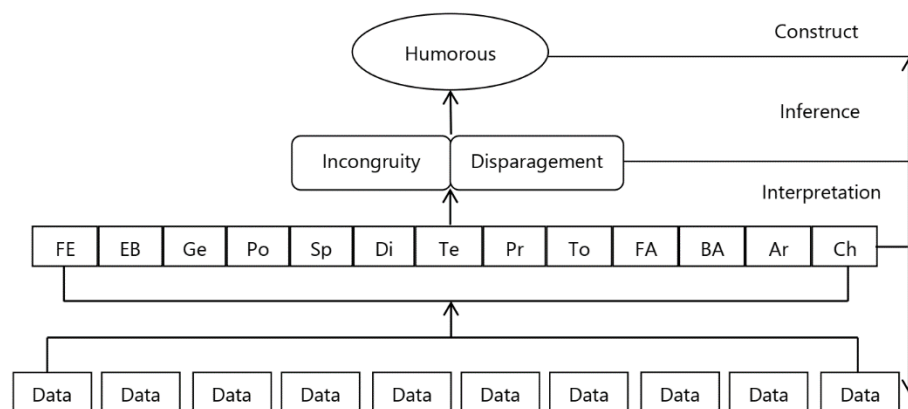 Construct
Humorous
Inference
Incongruity Disparagement
Interpretation
FE EB Ge Po Sp Di Te Pr To FA BA Ar Ch
Data Data Data Data Data Data Data Data Data Data